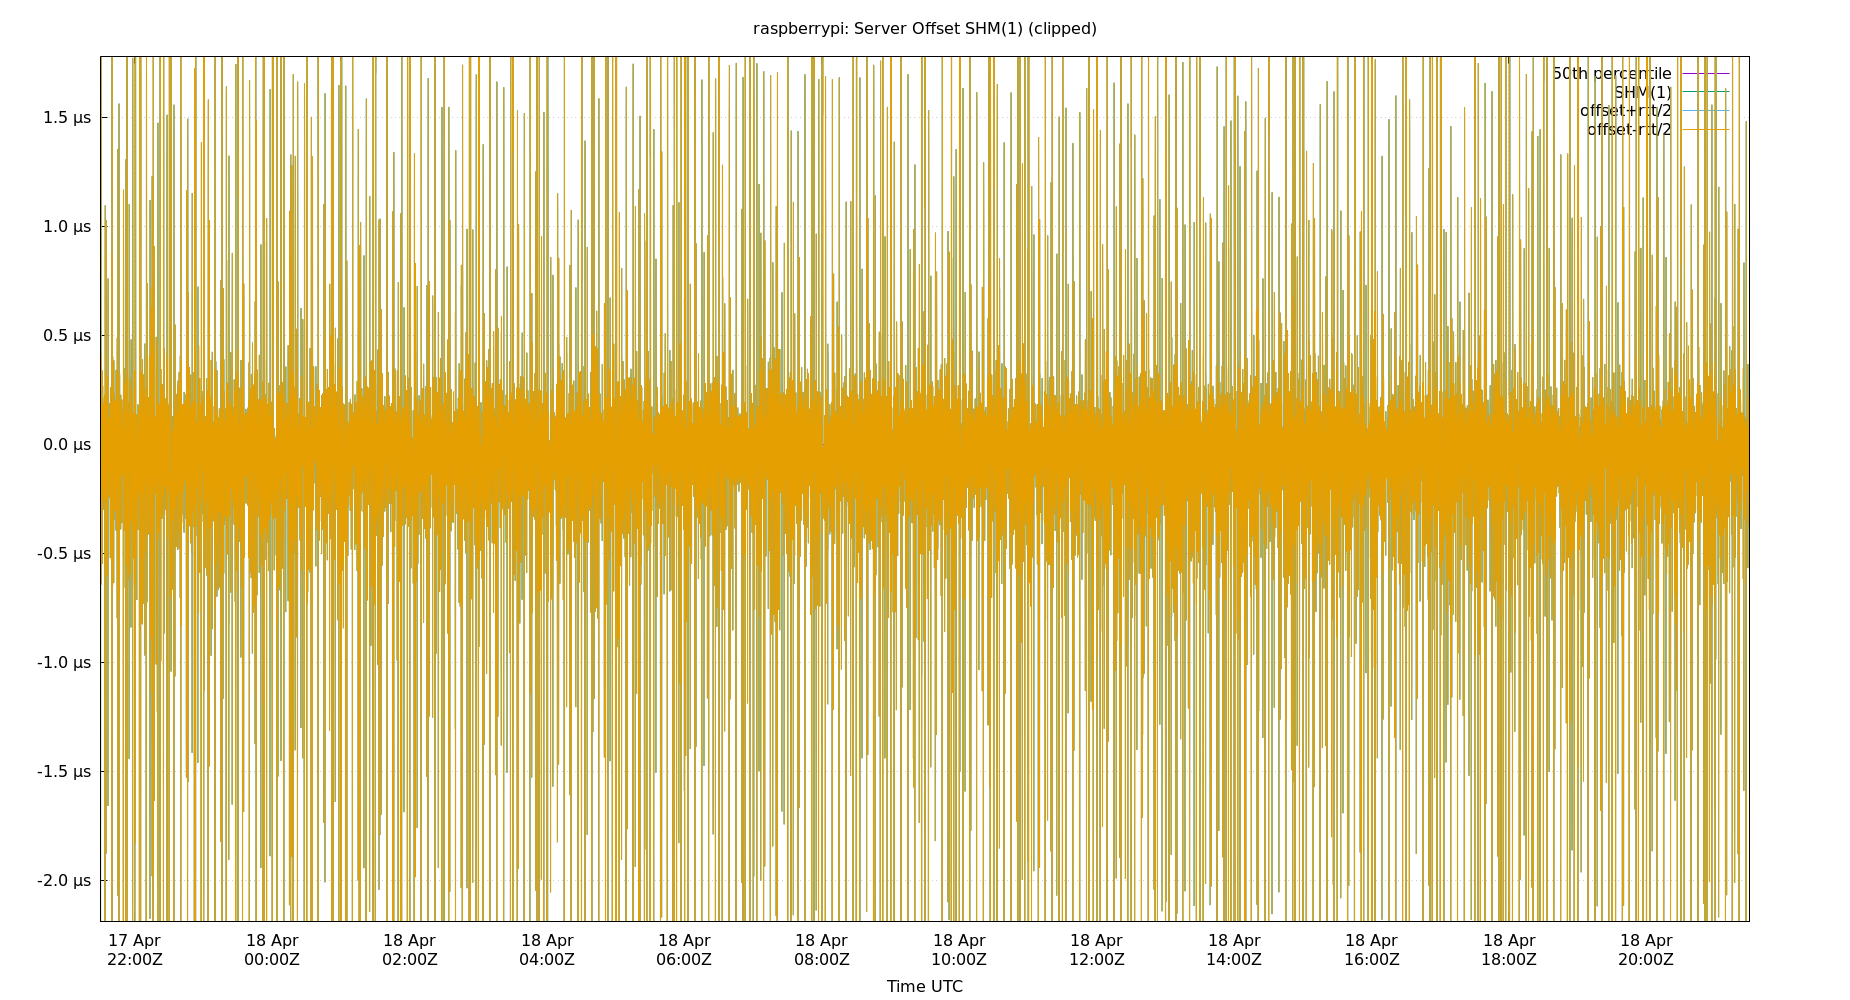 raspberrypi: Server Offset SHM(1) (clipped)
50th percentile
SHM(1)
offset+rtt/2
offset-rtt/2
1.5 µs
1.0 µs
0.5 µs
0.0 µs
-0.5 µs
-1.0 µs
-1.5 µs
-2.0 µs
17 Apr 18 Apr 18 Apr 18 Apr 18 Apr 18 Apr 18 Apr 18 Apr 18 Apr 18 Apr 18 Apr 18 Apr
22:00Z 00:00Z 02:00Z 04:00Z 06:00Z 08:00Z 10:00Z 12:00Z 14:00Z 16:00Z 18:00Z 20:00Z
Time UTC